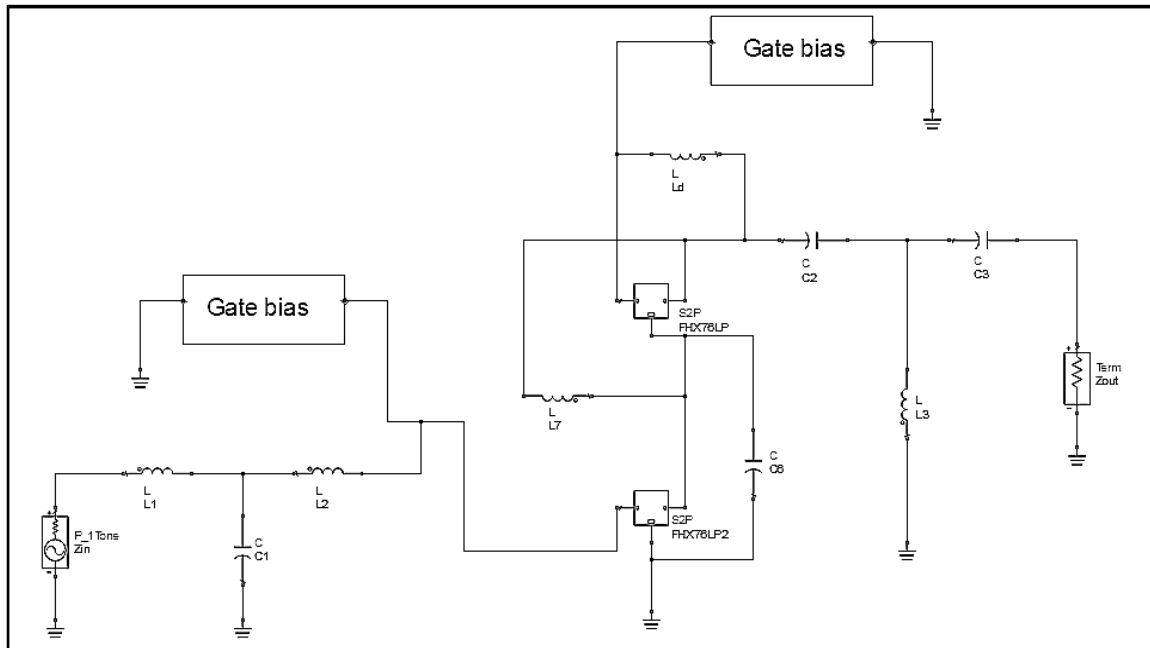 Gate bias
L
Ld
C
C2
C
C3
Gate bias
S2P
FHX76LP
Term
Zout
L
L7
L
L3
C
C6
L
L1
L
L2
S2P
FHX76LP2
P_1Tone
Zin
C
C1